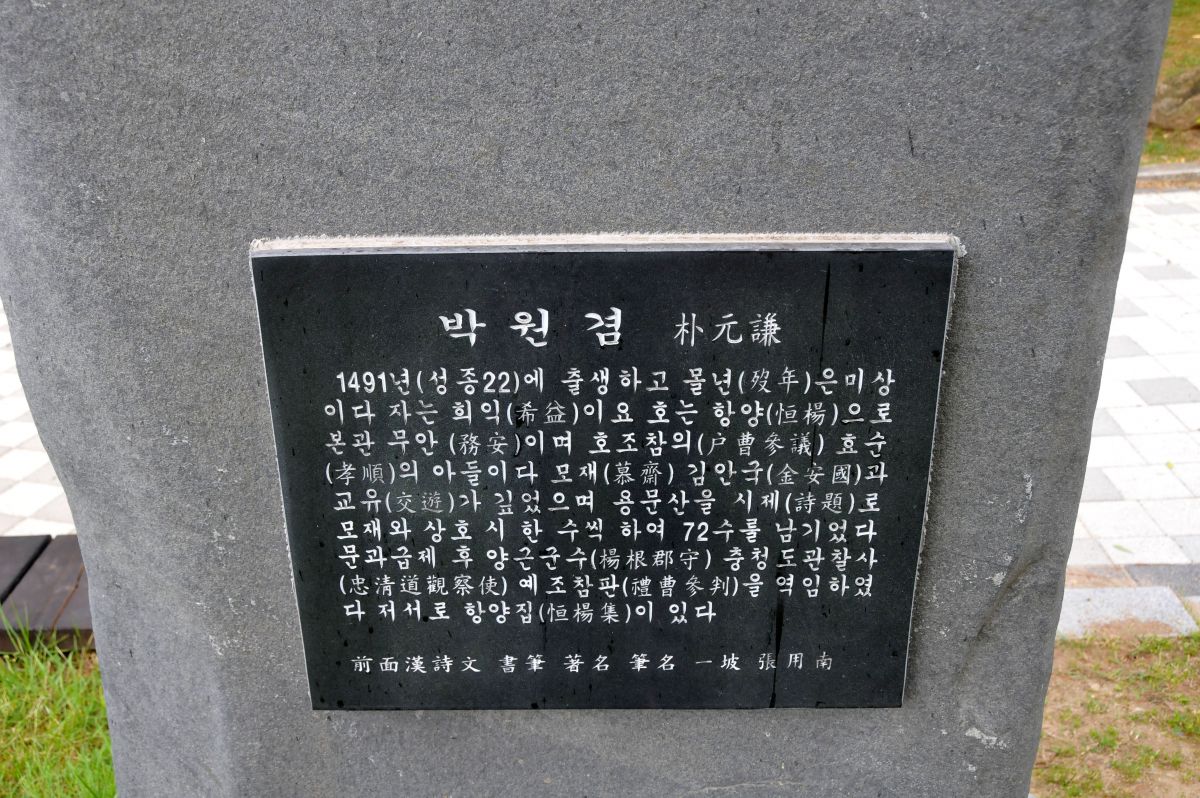 박원겸 朴元謙
1491년(성종22)에 출생하고 몰년(歿年)은미상
이다 자는 희익(希益)이요 호는 항양(恒楊)으로
본관 무안(務安)이며 호조참의(户曹參議) 효순
(孝順)의 아들이다 모재(慕齋) 김안국(金安國)과
교유(交遊)가 깊었으며 용문산을 시제(詩題)로
모재와 상호 시 한 수씩 하여 72수를 남기었다
문과급제 후 양근군수(楊根郡守) 충청도관찰사
(忠清道觀察使) 예조참판(禮曹參判)을 역임하였
다 저서로 항양집(恒楊集)이 있다
前面漢詩文 書筆 著名 筆名 一坡 張用南